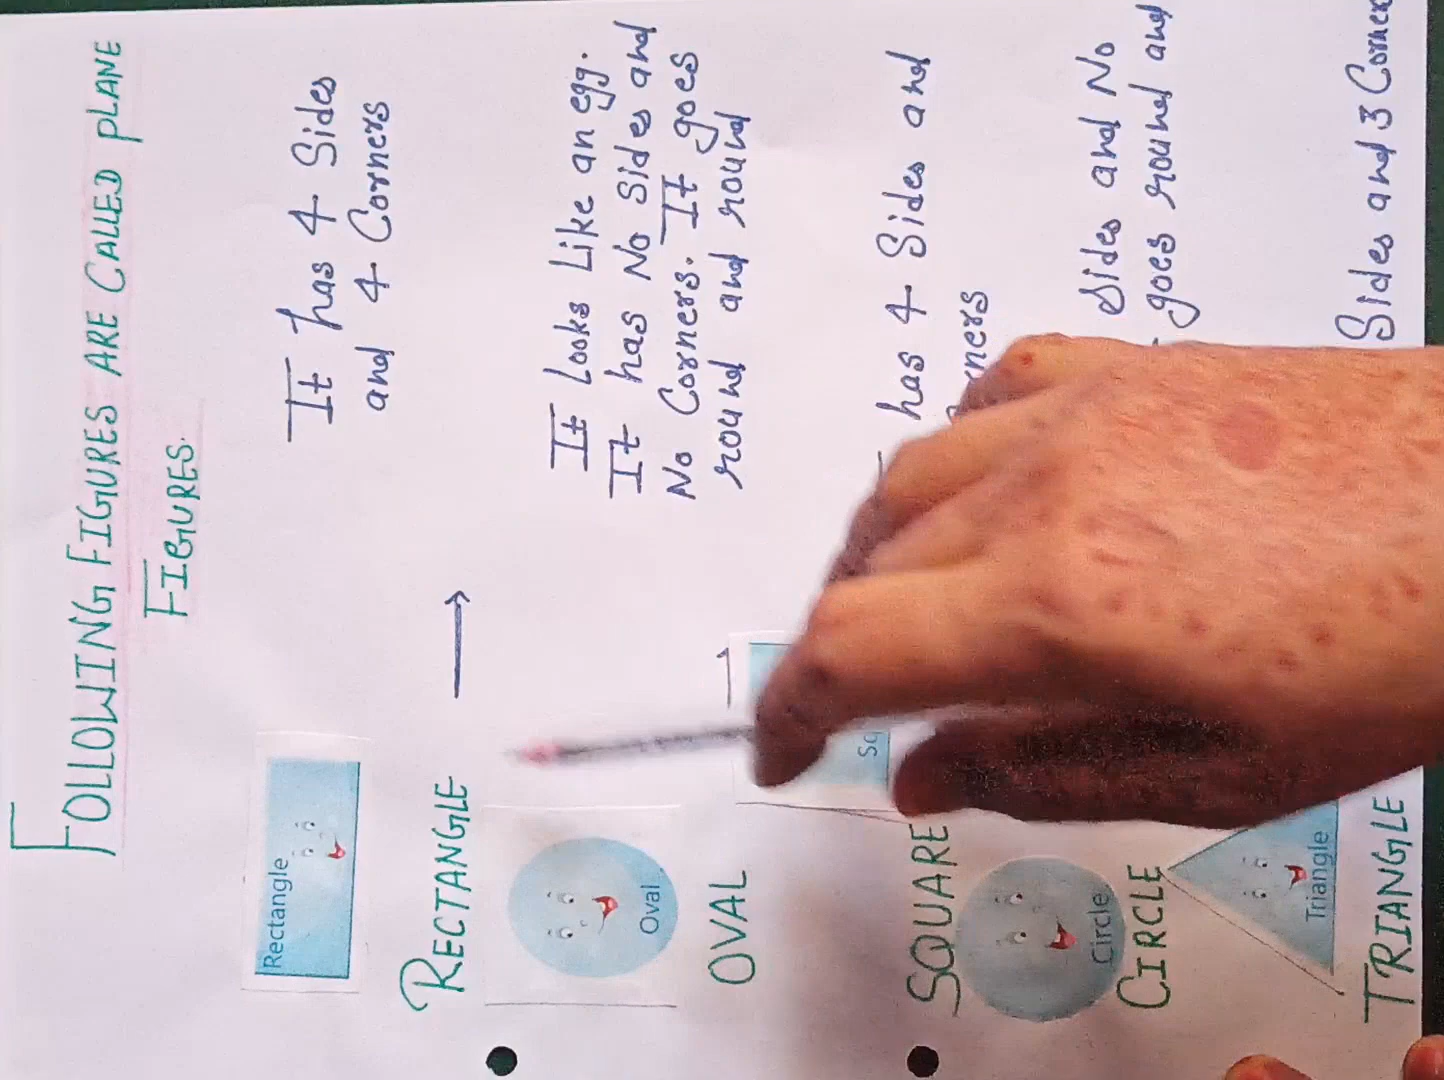 FOLLOWING FIGURES ARE CALLED PLANE
FIGURES.
Rectangle
RECTANGLE
It has 4 Sides
and 4 Corners
Oval
OVAL
It Looks Like an egg.
It has No Sides and
No Corners. It goes
round and round
SQUARE
has 4 Sides and
Circle
CIRCLE
Sides and No
goes round and
Triangle
TRIANGLE
Sides and 3